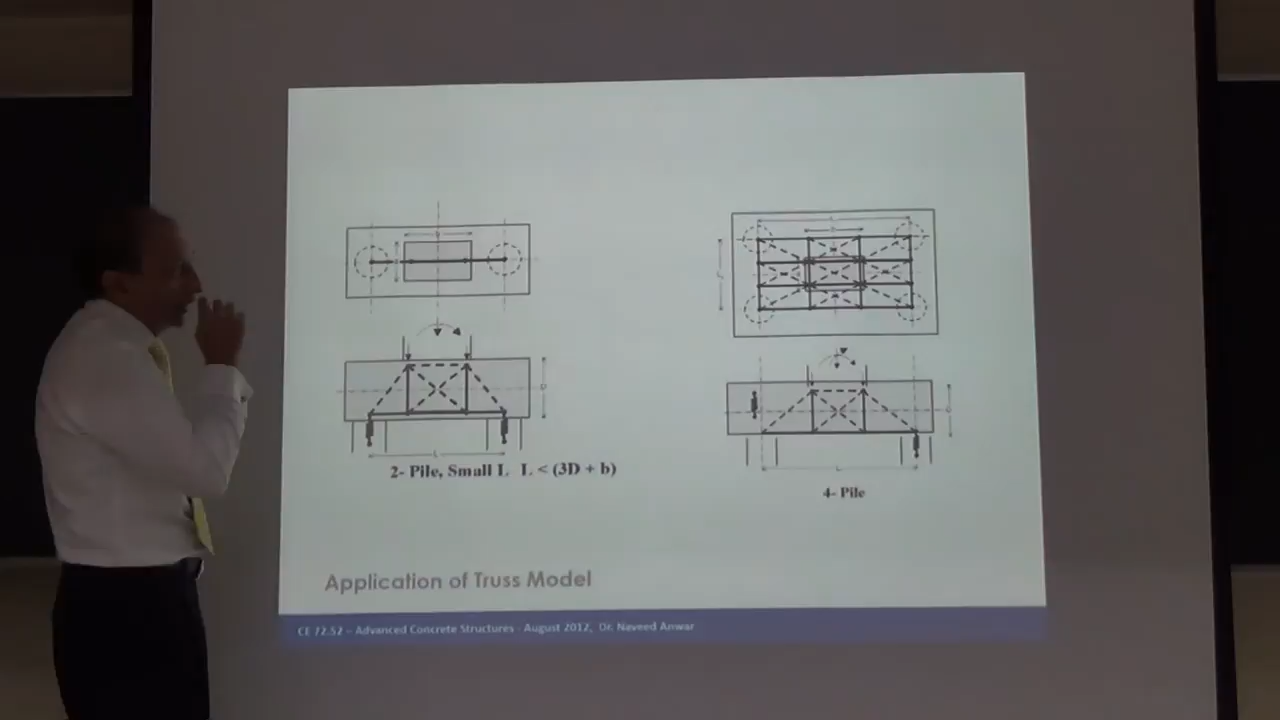 2- Pile, Small L  L < (3D + b)
4- Pile
Application of Truss Model
CE 72.52 – Advanced Concrete Structures - August 2012, Dr. Naveed Anwar